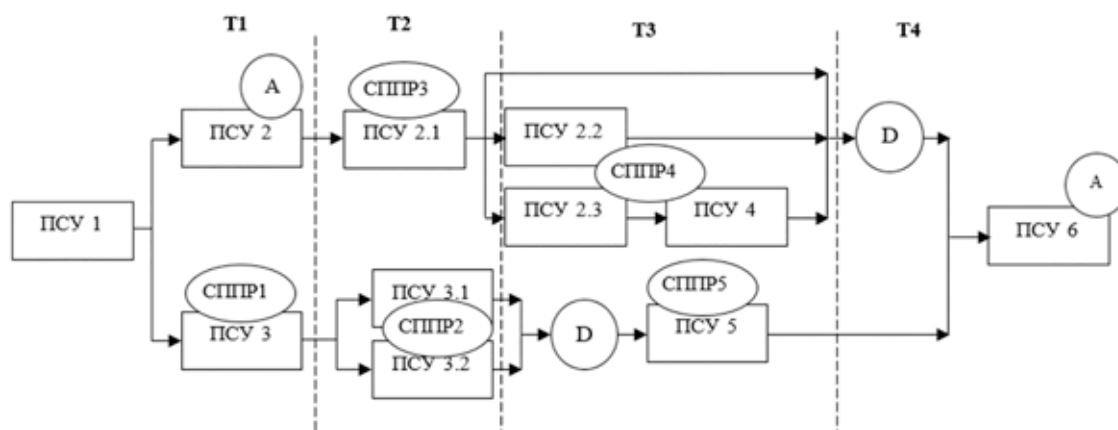 T1
T2
T3
T4
A
СППР3
ПСУ 2
ПСУ 2.1
ПСУ 2.2
D
СППР4
A
ПСУ 2.3
ПСУ 4
ПСУ 1
ПСУ 6
СППР1
ПСУ 3.1
СППР5
ПСУ 3
СППР2
D
ПСУ 5
ПСУ 3.2